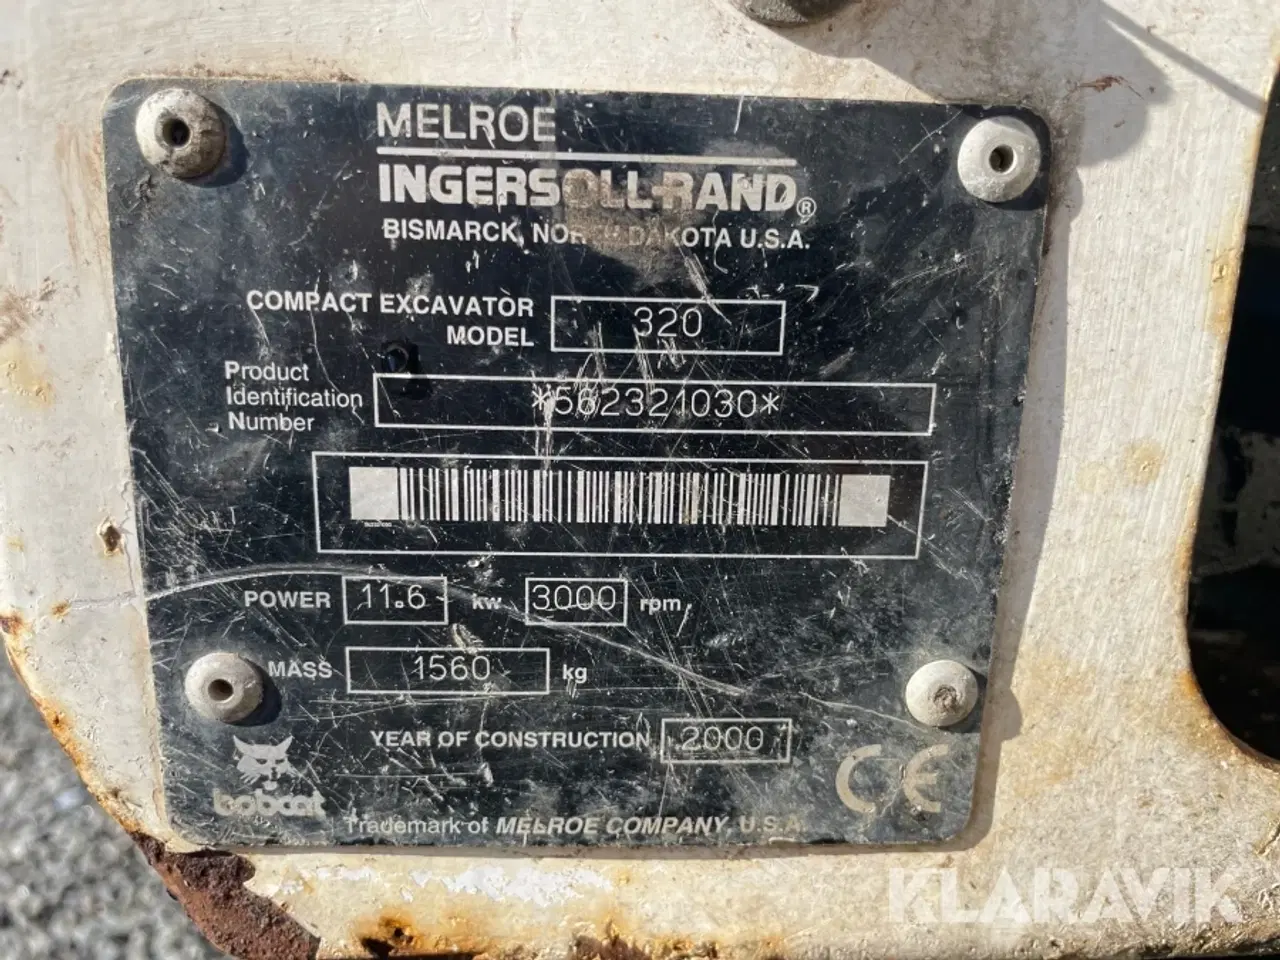 MELROE
INGERSOLL-RAND®
BISMARCK, NORTH DAKOTA U.S.A.
COMPACT EXCAVATOR
MODEL 320
Product
Identification
Number *562321030*
POWER 11.6 kw 3000 rpm
MASS 1560 kg
YEAR OF CONSTRUCTION 2000
bobcat
CE
Trademark of MELROE COMPANY, U.S.A.
KLARAVIK